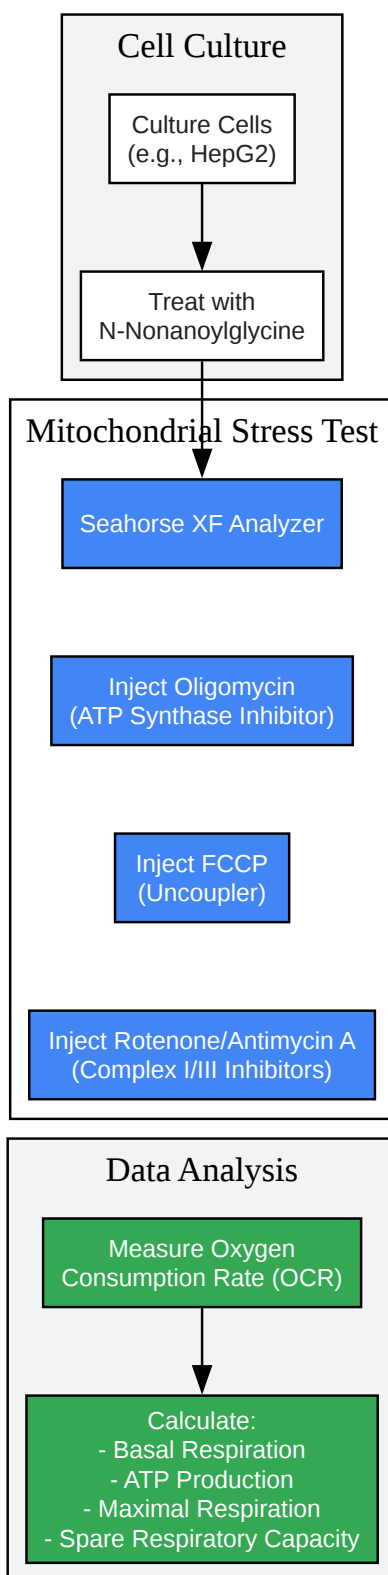 Cell Culture
Culture Cells
(e.g., HepG2)
Treat with
N-Nonanoylglycine
Mitochondrial Stress Test
Seahorse XF Analyzer
Inject Oligomycin
(ATP Synthase Inhibitor)
Inject FCCP
(Uncoupler)
Inject Rotenone/Antimycin A
(Complex I/III Inhibitors)
Data Analysis
Measure Oxygen
Consumption Rate (OCR)
Calculate:
- Basal Respiration
- ATP Production
- Maximal Respiration
- Spare Respiratory Capacity